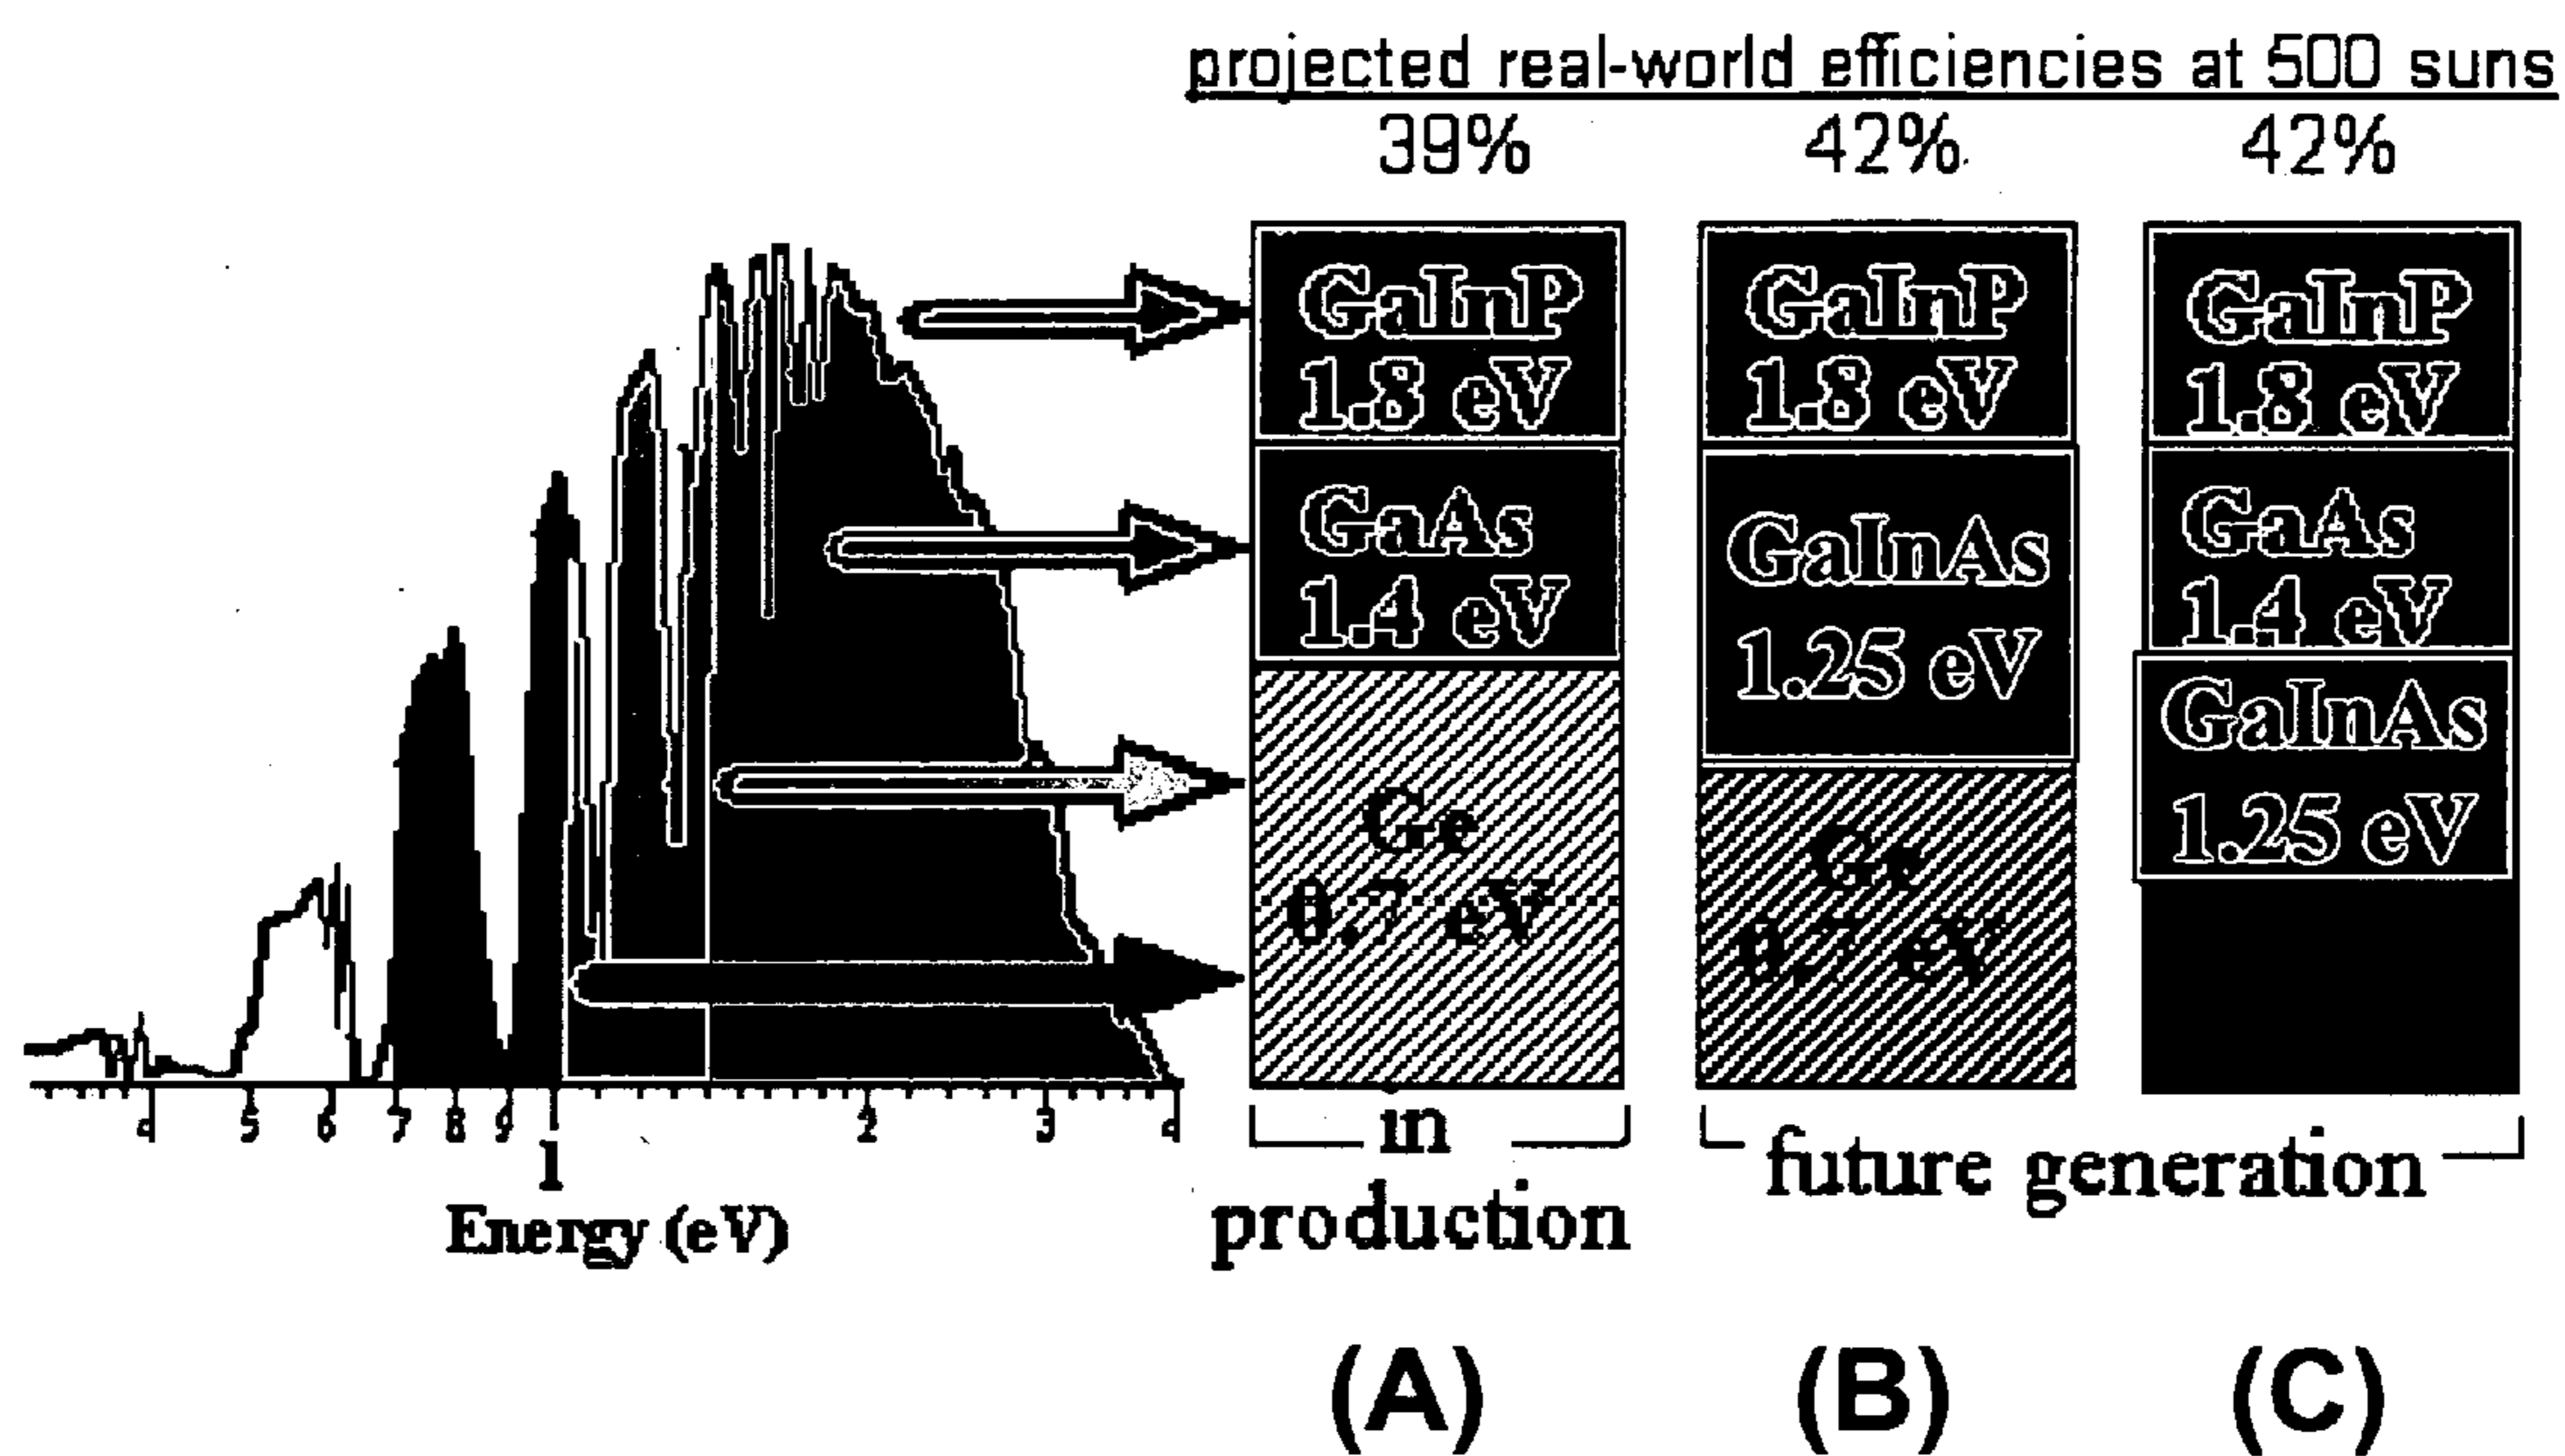 projected real-world efficiencies at 500 suns
39% 42% 42%
GaInP
1.8 eV
GaAs
1.4 eV
Ge
0.7 eV
GaInP
1.8 eV
GaInAs
1.25 eV
Ge
0.7 eV
GaInP
1.8 eV
GaAs
1.4 eV
GaInAs
1.25 eV
4 5 6 7 8 9 1 2 3 4
Energy (eV)
in
production
future generation
(A) (B) (C)